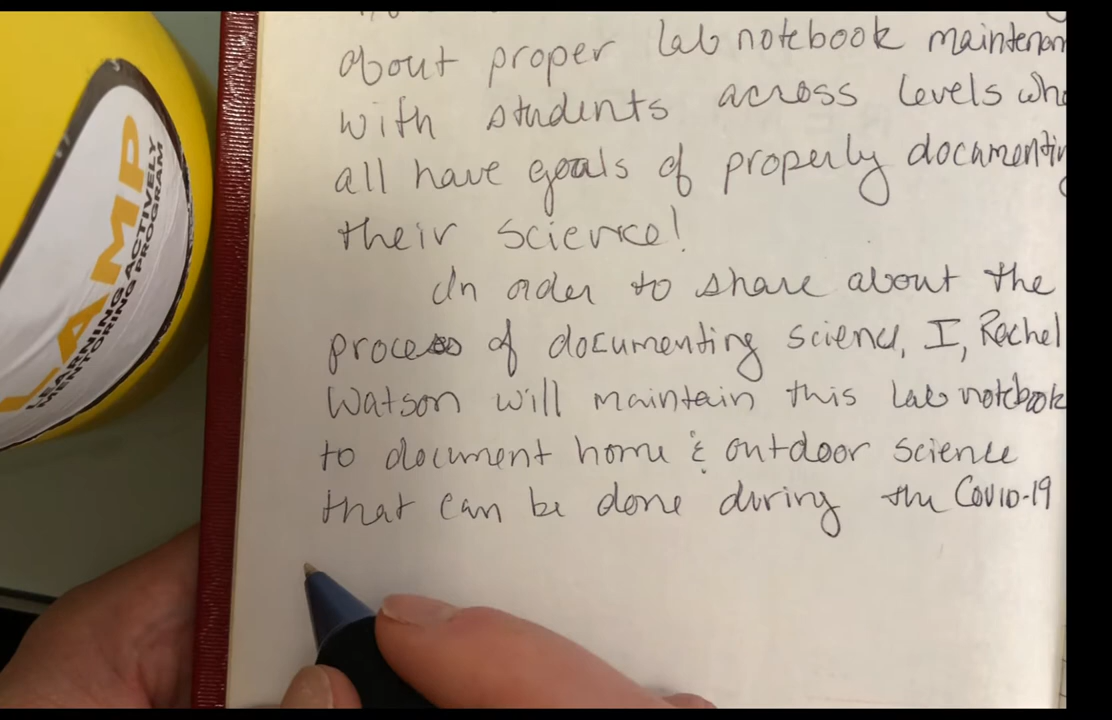 LAMP
LEARNING ACTIVELY
MENTORING PROGRAM
about proper lab notebook maintenan
with students across levels who
all have goals of properly documentin
their science!
In order to share about the
process of documenting science, I, Rachel
Watson will maintain this lab notebook
to document home & outdoor science
that can be done during the Covid-19